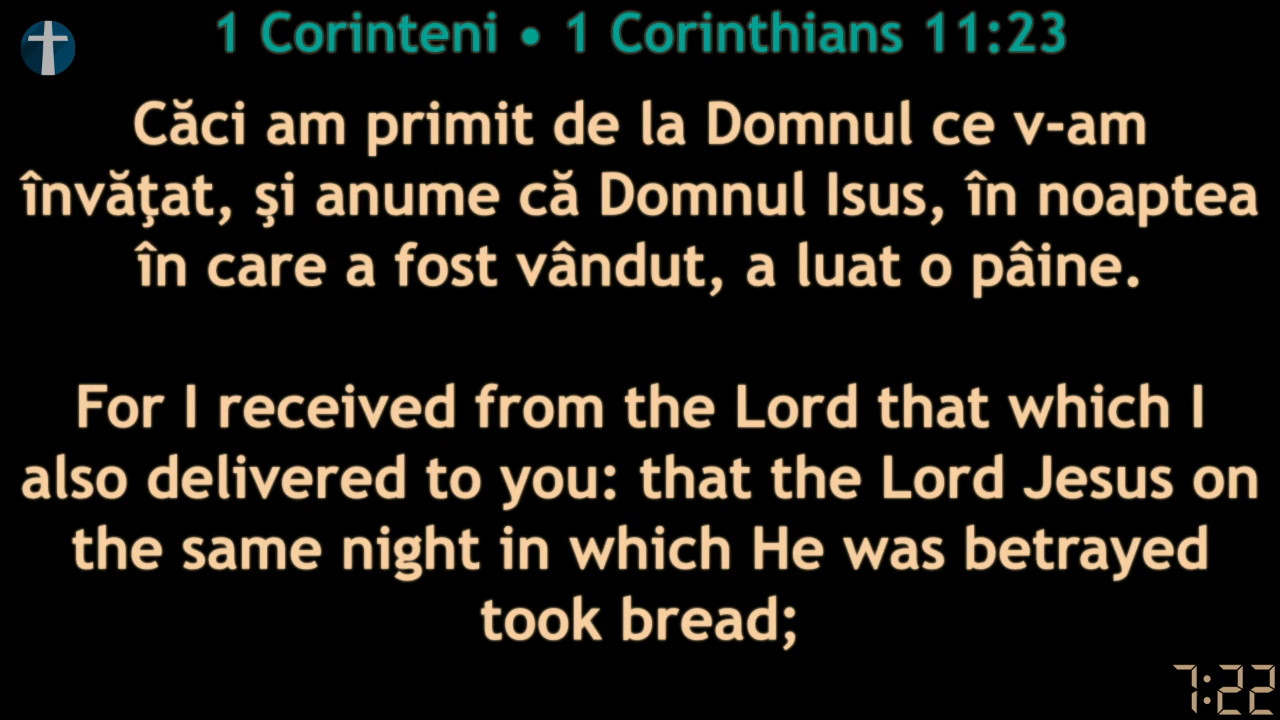 1 Corinteni • 1 Corinthians 11:23
Căci am primit de la Domnul ce v-am
învăţat, şi anume că Domnul Isus, în noaptea
în care a fost vândut, a luat o pâine.
For I received from the Lord that which I
also delivered to you: that the Lord Jesus on
the same night in which He was betrayed
took bread;
7:22